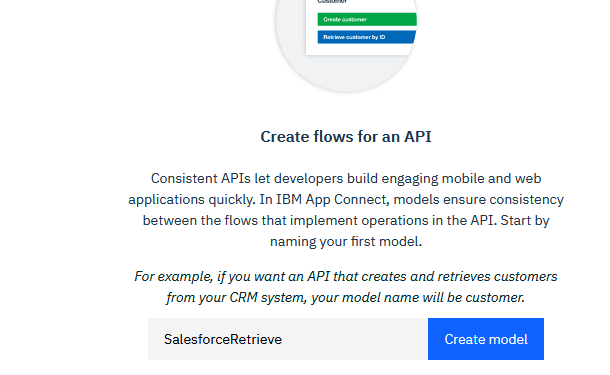 Customer
Create customer
Retrieve customer by ID
Create flows for an API
Consistent APIs let developers build engaging mobile and web
applications quickly. In IBM App Connect, models ensure consistency
between the flows that implement operations in the API. Start by
naming your first model.
For example, if you want an API that creates and retrieves customers
from your CRM system, your model name will be customer.
SalesforceRetrieve
Create model